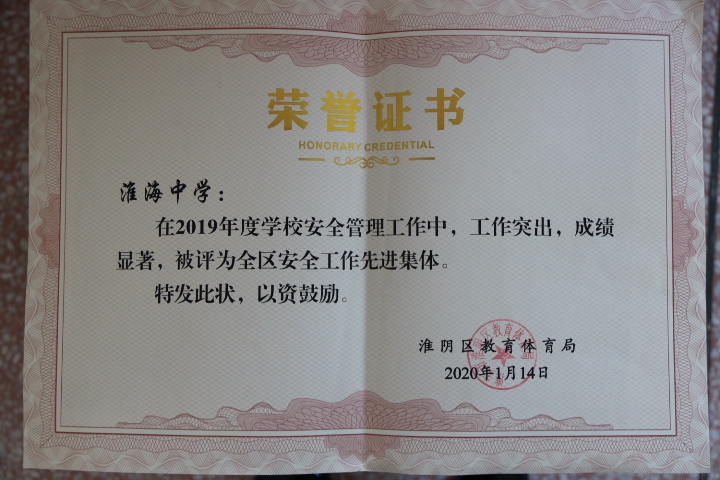 荣誉证书
HONORARY CREDENTIAL
淮海中学：
在2019年度学校安全管理工作中，工作突出，成绩
显著，被评为全区安全工作先进集体。
特发此状，以资鼓励。
淮阴区教育体育局
2020年1月14日